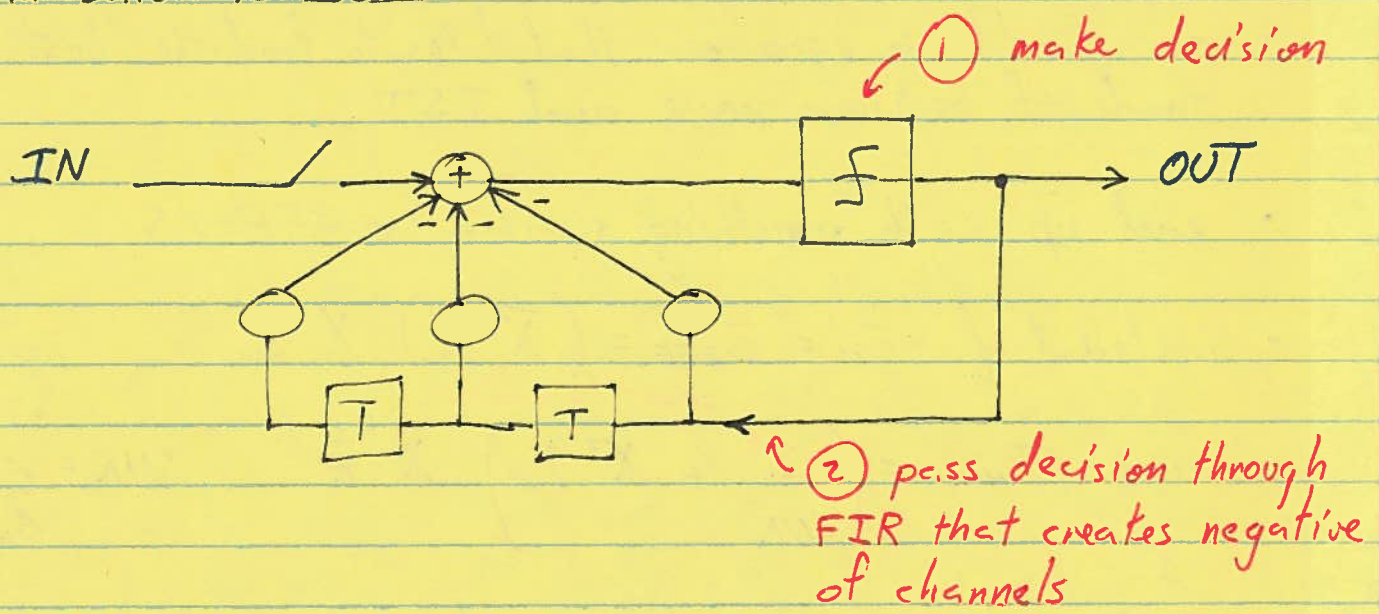 ① make decision
IN
+
OUT
- - -
T
T
② pass decision through
FIR that creates negative
of channels